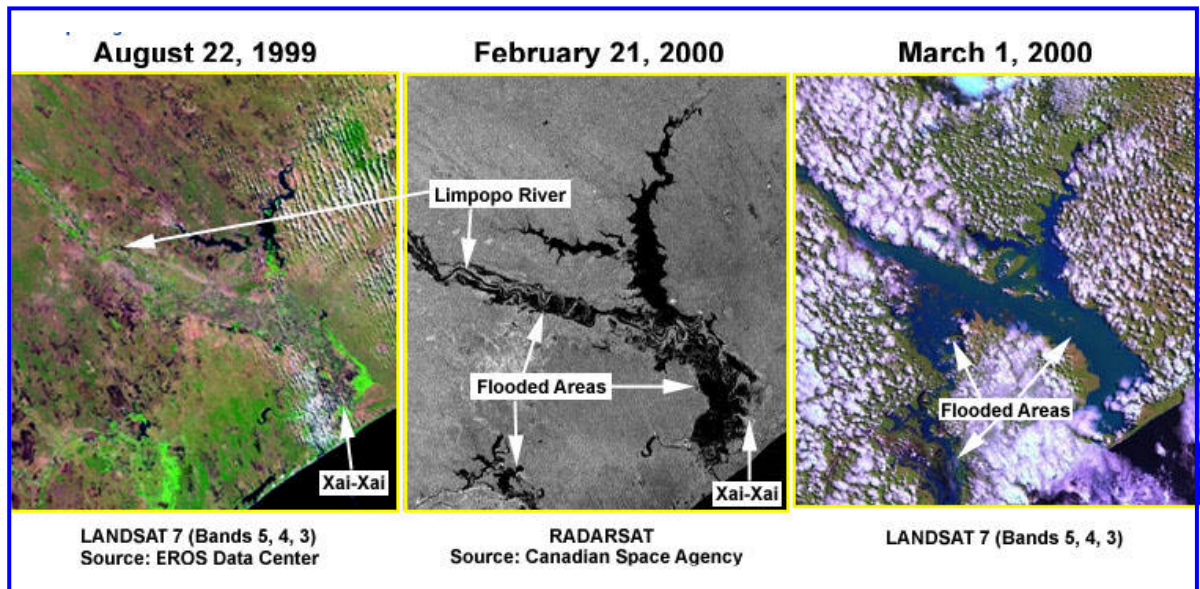 August 22, 1999
February 21, 2000
March 1, 2000
Limpopo River
Flooded Areas
Flooded Areas
Xai-Xai
Xai-Xai
LANDSAT 7 (Bands 5, 4, 3)
Source: EROS Data Center
RADARSAT
Source: Canadian Space Agency
LANDSAT 7 (Bands 5, 4, 3)